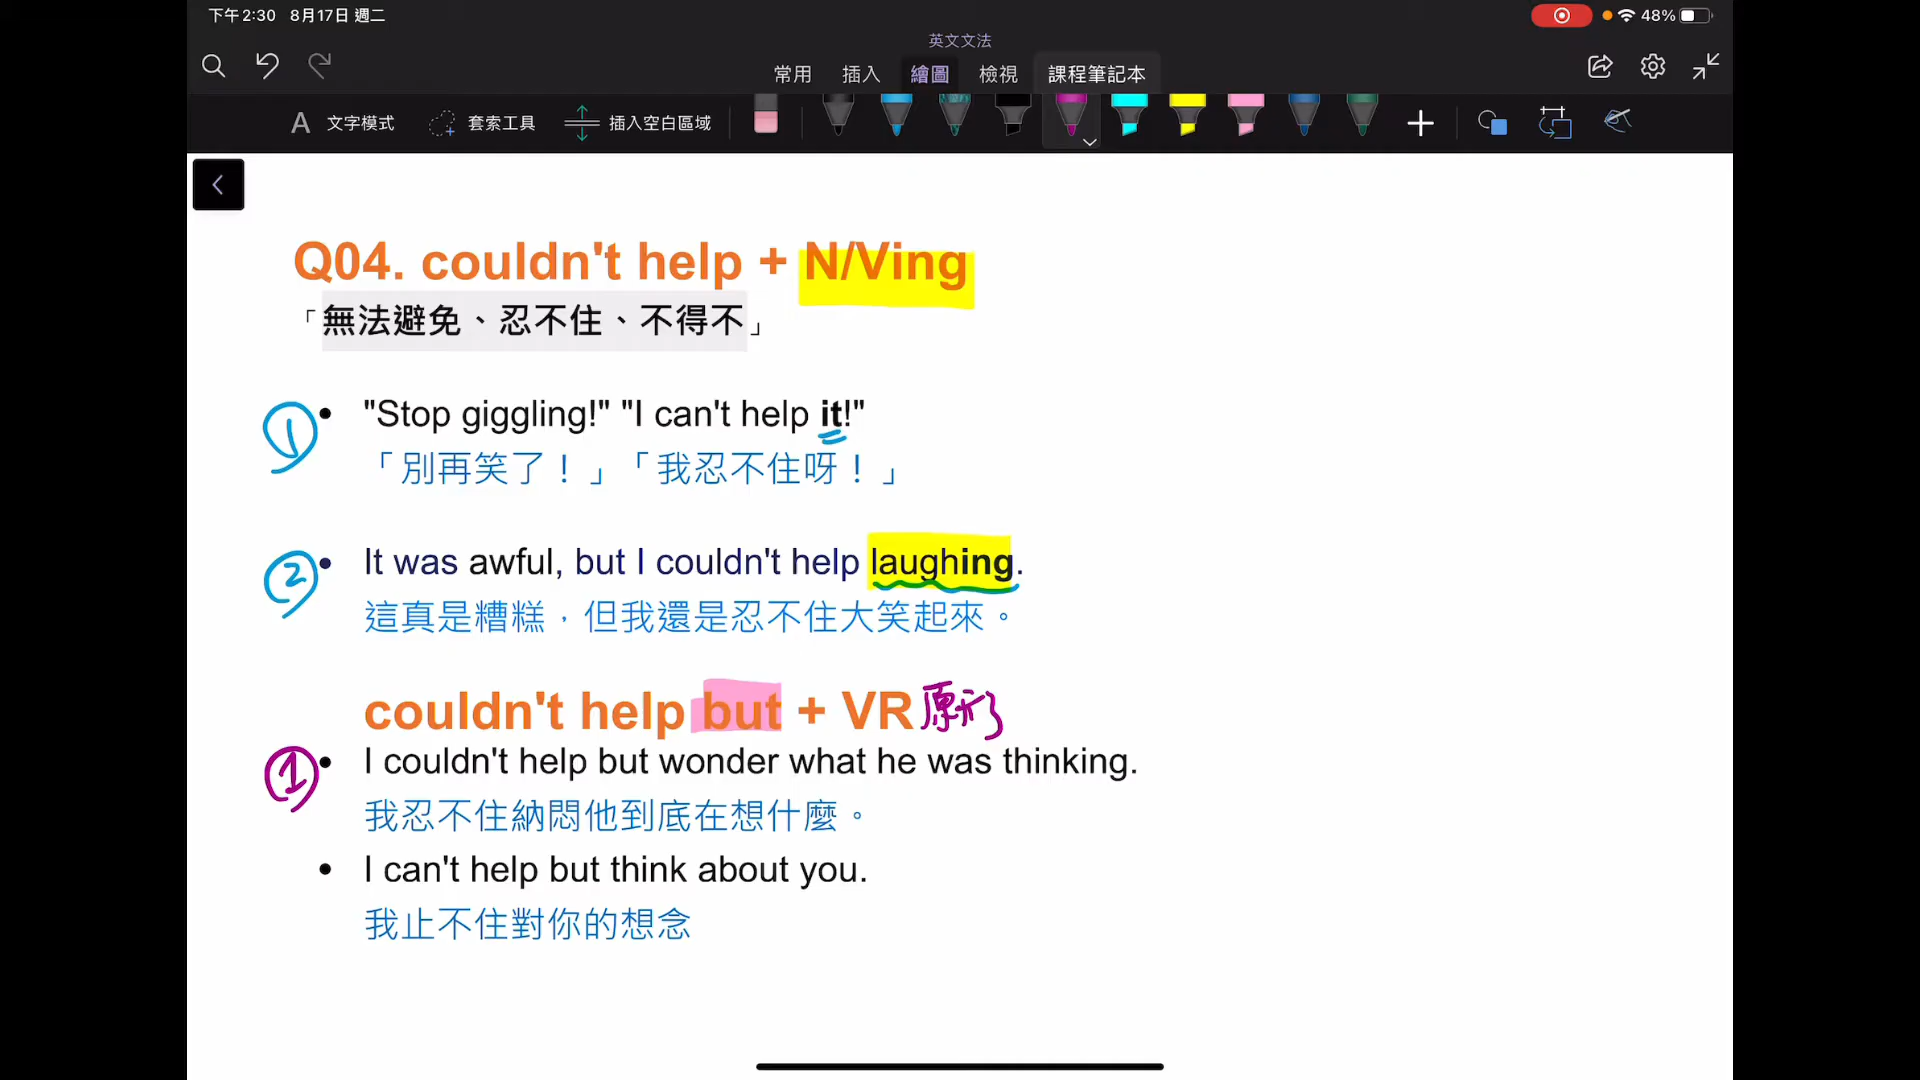 下午2:30 8月17日 週二
48%
英文文法
常用 插入 繪圖 檢視 課程筆記本
A 文字模式 套索工具 插入空白區域
Q04. couldn't help + N/Ving
「無法避免、忍不住、不得不」
① • "Stop giggling!" "I can't help it!"
「別再笑了！」「我忍不住呀！」
② • It was awful, but I couldn't help laughing.
這真是糟糕，但我還是忍不住大笑起來。
couldn't help but + VR 原形
① • I couldn't help but wonder what he was thinking.
我忍不住納悶他到底在想什麼。
• I can't help but think about you.
我止不住對你的想念